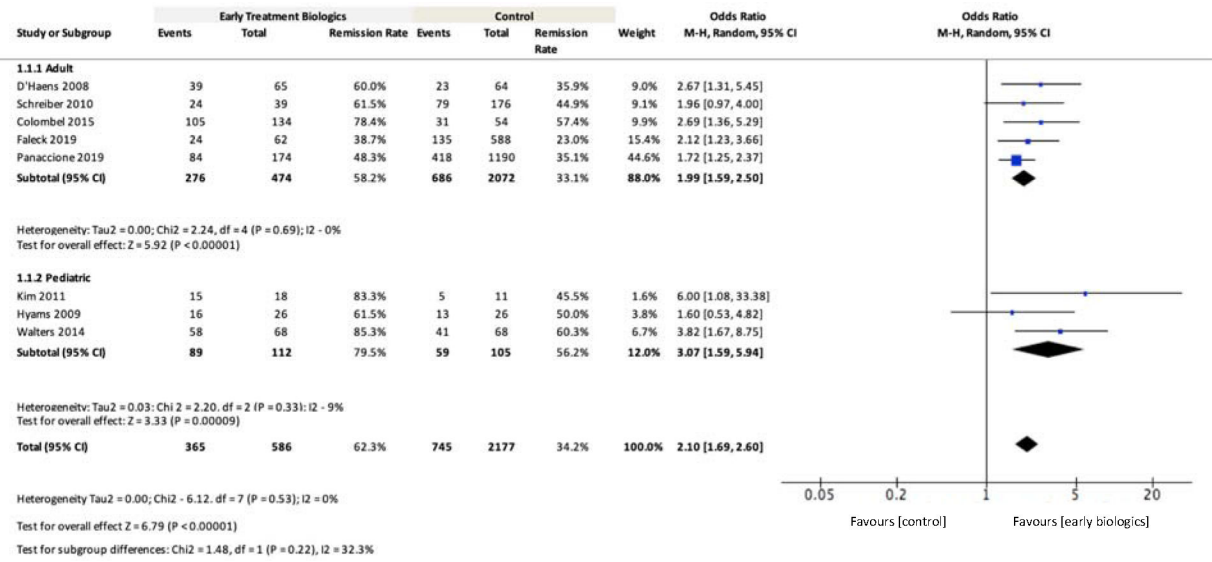 Early Treatment Biologics Control Odds Ratio Odds Ratio
Study or Subgroup Events Total Remission Rate Events Total Remission Rate Weight M-H, Random, 95% CI M-H, Random, 95% CI
1.1.1 Adult
D'Haens 2008 39 65 60.0% 23 64 35.9% 9.0% 2.67 [1.31, 5.45]
Schreiber 2010 24 39 61.5% 79 176 44.9% 9.1% 1.96 [0.97, 4.00]
Colombel 2015 105 134 78.4% 31 54 57.4% 9.9% 2.69 [1.36, 5.29]
Faleck 2019 24 62 38.7% 135 588 23.0% 15.4% 2.12 [1.23, 3.66]
Panaccione 2019 84 174 48.3% 418 1190 35.1% 44.6% 1.72 [1.25, 2.37]
Subtotal (95% CI) 276 474 58.2% 686 2072 33.1% 88.0% 1.99 [1.59, 2.50]
Heterogeneity: Tau2 = 0.00; Chi2 = 2.24, df = 4 (P = 0.69); I2 - 0%
Test for overall effect: Z = 5.92 (P < 0.00001)
1.1.2 Pediatric
Kim 2011 15 18 83.3% 5 11 45.5% 1.6% 6.00 [1.08, 33.38]
Hyams 2009 16 26 61.5% 13 26 50.0% 3.8% 1.60 [0.53, 4.82]
Walters 2014 58 68 85.3% 41 68 60.3% 6.7% 3.82 [1.67, 8.75]
Subtotal (95% CI) 89 112 79.5% 59 105 56.2% 12.0% 3.07 [1.59, 5.94]
Heterogeneity: Tau2 = 0.03; Chi 2 = 2.20. df = 2 (P = 0.33); I2 - 9%
Test for overall effect: Z = 3.33 (P = 0.00009)
Total (95% CI) 365 586 62.3% 745 2177 34.2% 100.0% 2.10 [1.69, 2.60]
0.05 0.2 1 5 20
Heterogeneity Tau2 = 0.00; Chi2 - 6.12. df = 7 (P = 0.53); I2 = 0%
Favours [control] Favours [early biologics]
Test for overall effect Z = 6.79 (P < 0.00001)
Test for subgroup differences: Chi2 = 1.48, df = 1 (P = 0.22), I2 = 32.3%